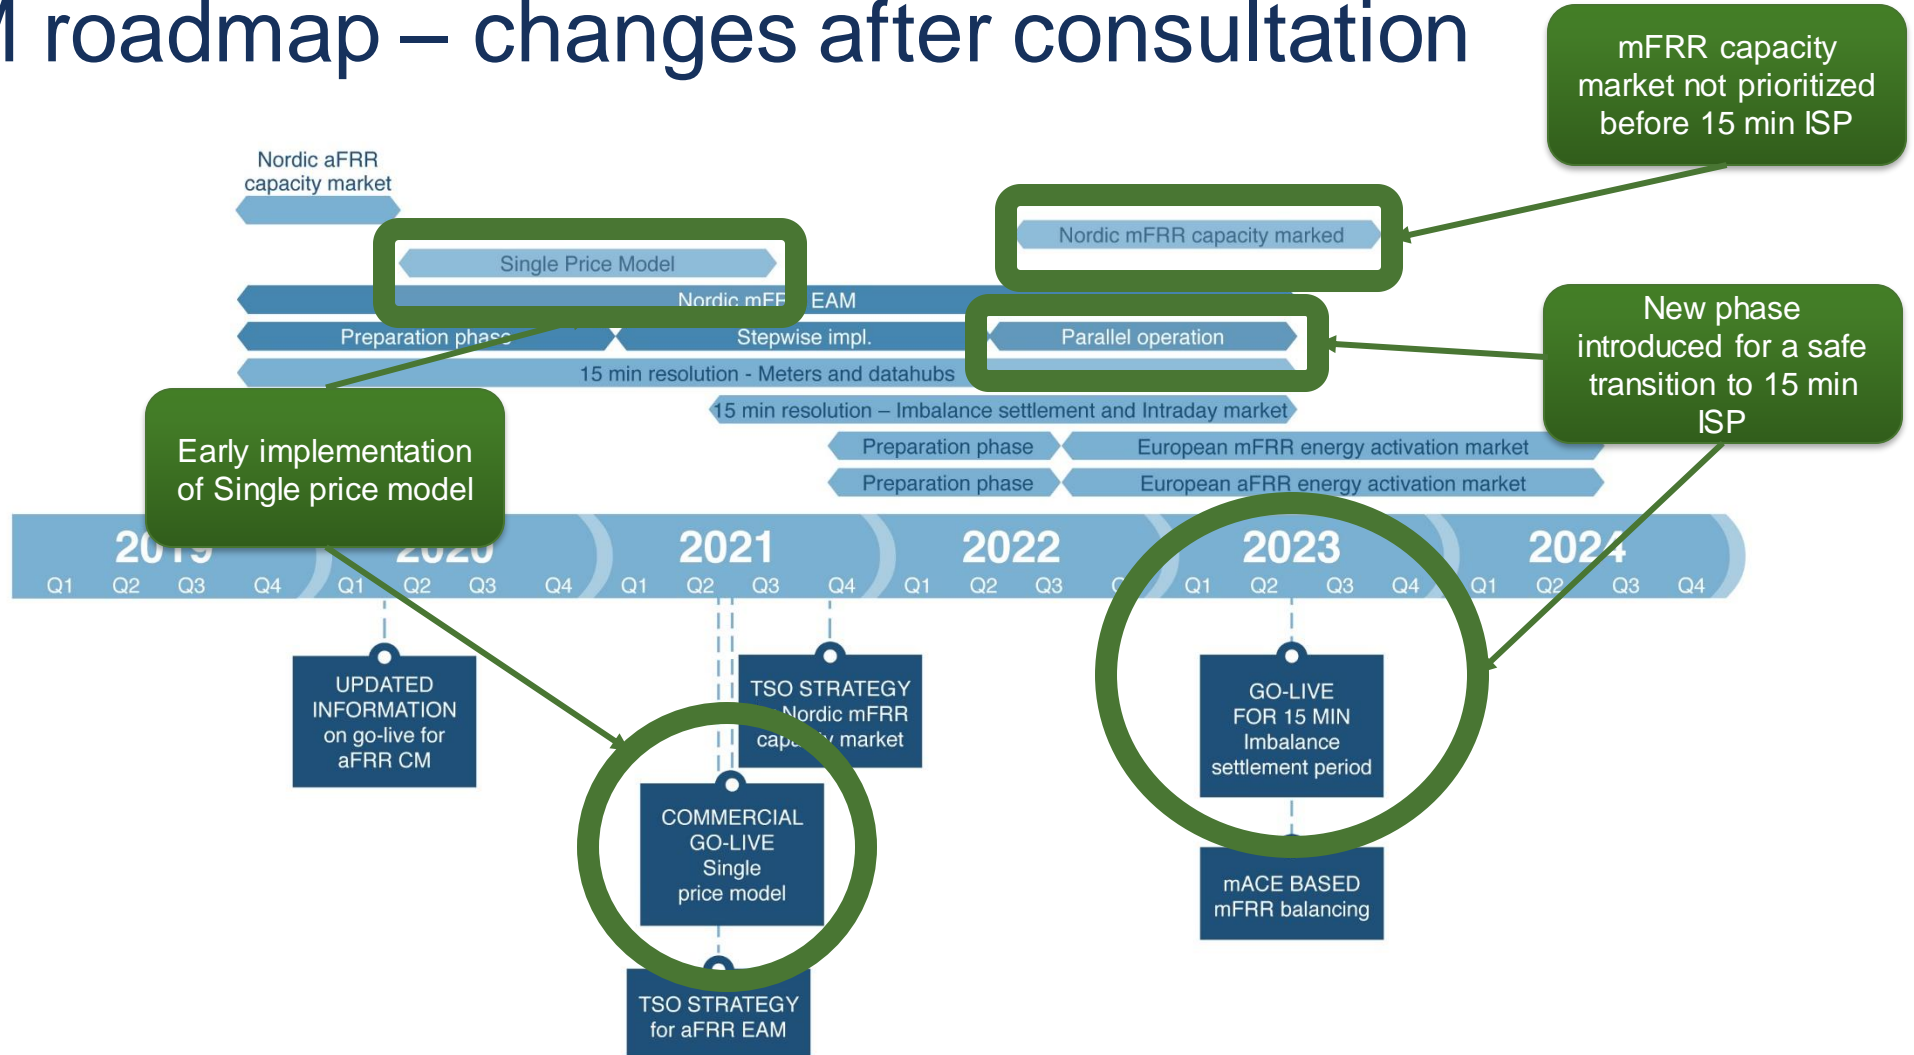 roadmap – changes after consultation
mFRR capacity
market not prioritized
before 15 min ISP
Nordic aFRR
capacity market
Nordic mFRR capacity marked
Single Price Model
Nordic EAM
Preparation phase
Stepwise impl.
Parallel operation
New phase
introduced for a safe
transition to 15 min
ISP
15 min resolution - Meters and datahubs
15 min resolution – Imbalance settlement and Intraday market
Early implementation
of Single price model
Preparation phase
European mFRR energy activation market
Preparation phase
European aFRR energy activation market
2019
2020
2021
2022
2023
2024
Q1 Q2 Q3 Q4 Q1 Q2 Q3 Q4 Q1 Q2 Q3 Q4 Q1 Q2 Q3 Q1 Q2 Q3 Q4 Q1 Q2 Q3 Q4
UPDATED
INFORMATION
on go-live for
aFRR CM
TSO STRATEGY
Nordic mFRR
capacity market
GO-LIVE
FOR 15 MIN
Imbalance
settlement period
COMMERCIAL
GO-LIVE
Single
price model
mACE BASED
mFRR balancing
TSO STRATEGY
for aFRR EAM